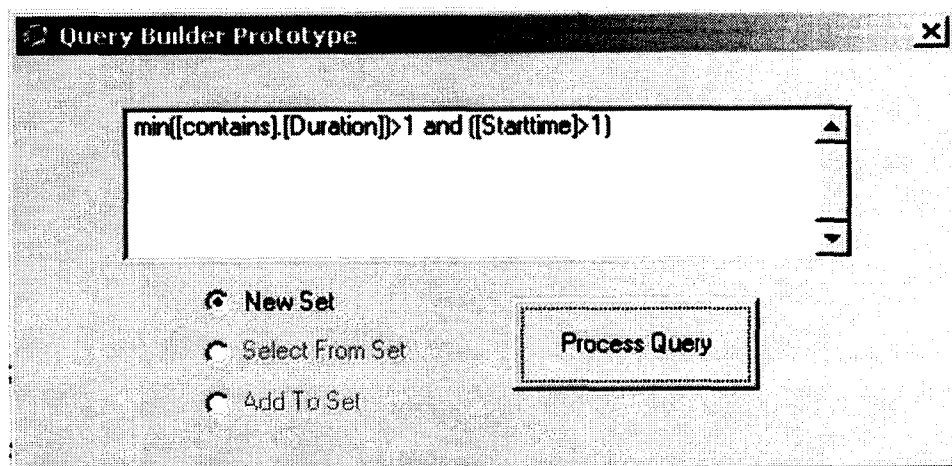 Query Builder Prototype
min([contains].[Duration])>1 and ([Starttime]>1)
New Set
Select From Set
Process Query
Add To Set